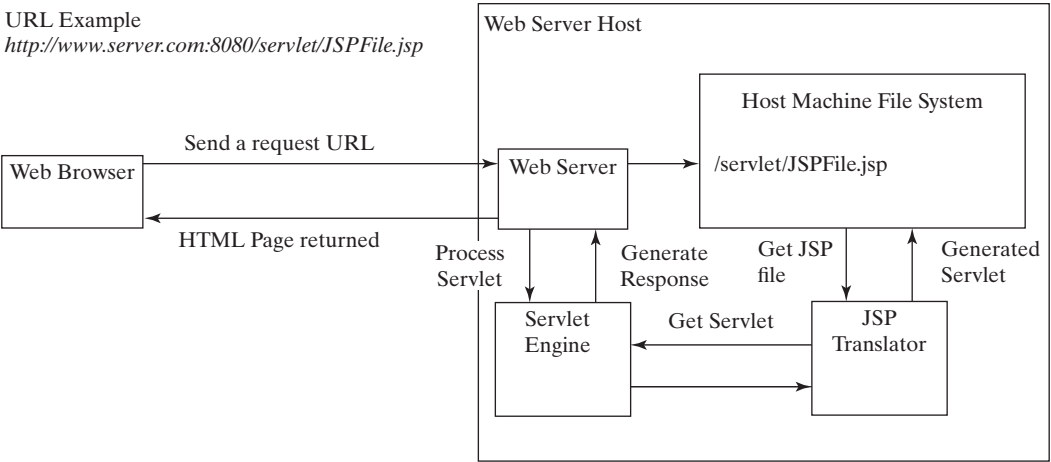 URL Example
http://www.server.com:8080/servlet/JSPFile.jsp
Web Server Host
Host Machine File System
/servlet/JSPFile.jsp
Send a request URL
Web Browser
Web Server
HTML Page returned
Process
Servlet
Generate
Response
Get JSP
file
Generated
Servlet
Servlet
Engine
Get Servlet
JSP
Translator